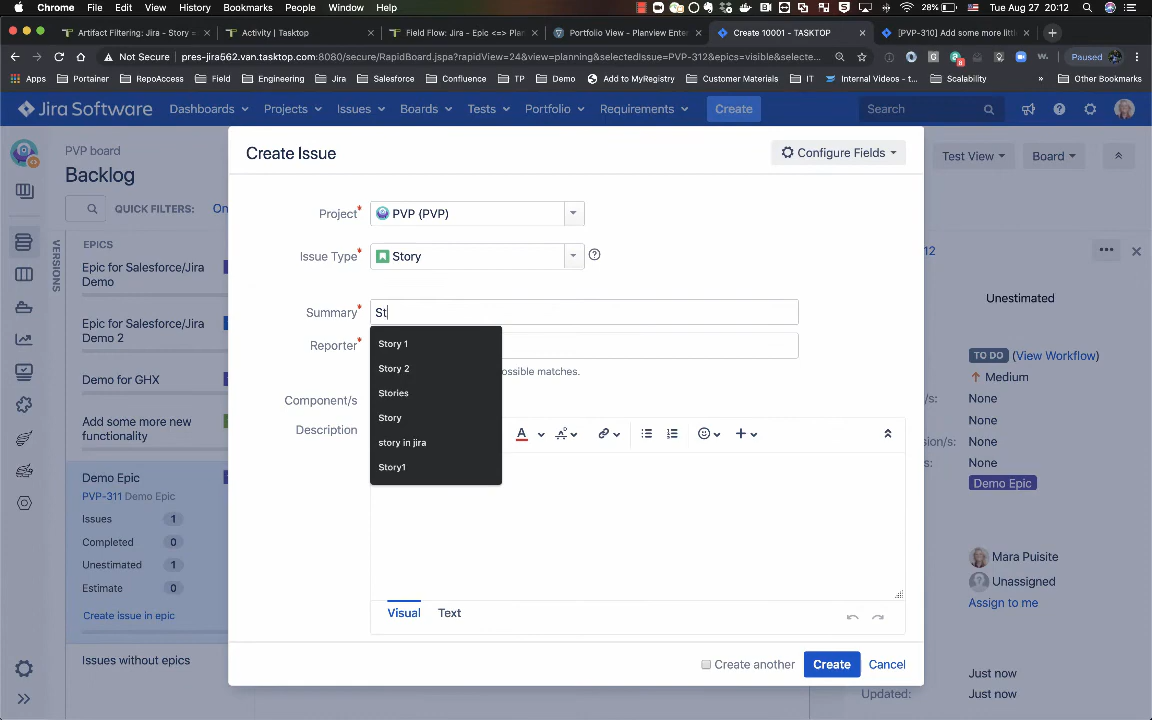 Chrome File Edit View History Bookmarks People Window Help
28% Tue Aug 27 20:12
Artifact Filtering: Jira - Story =
Activity | Tasktop
Field Flow: Jira - Epic <=> Plan
Portfolio View - Planview Enter
Create 10001 - TASKTOP
[PVP-310] Add some more littl
Not Secure pres-jira562.van.tasktop.com:8080/secure/RapidBoard.jspa?rapidView=24&view=planning&selectedIssue=PVP-312&epics=visible&selecte...
Paused
Apps Portainer RepoAccess Field Engineering Jira Salesforce Confluence TP Demo Add to MyRegistry Customer Materials IT Internal Videos - T... Scalability » Other Bookmarks
Jira Software Dashboards Projects Issues Boards Tests Portfolio Requirements Create Search
PVP board
Backlog
Test View Board
QUICK FILTERS: On
VERSIONS
EPICS
Epic for Salesforce/Jira
Demo
Epic for Salesforce/Jira
Demo 2
Demo for GHX
Add some more new
functionality
Demo Epic
PVP-311 Demo Epic
Issues 1
Completed 0
Unestimated 1
Estimate 0
Create issue in epic
Issues without epics
Create Issue
Configure Fields
Project* PVP (PVP)
Issue Type* Story
Summary* St
Story 1
Story 2
Stories
Story
story in jira
Story1
Reporter*
ossible matches.
Component/s
Description
Visual Text
Create another Create Cancel
312
Unestimated
TO DO (View Workflow)
Medium
s: None
None
sion/s: None
s: None
Demo Epic
Mara Puisite
Unassigned
Assign to me
Just now
Updated: Just now